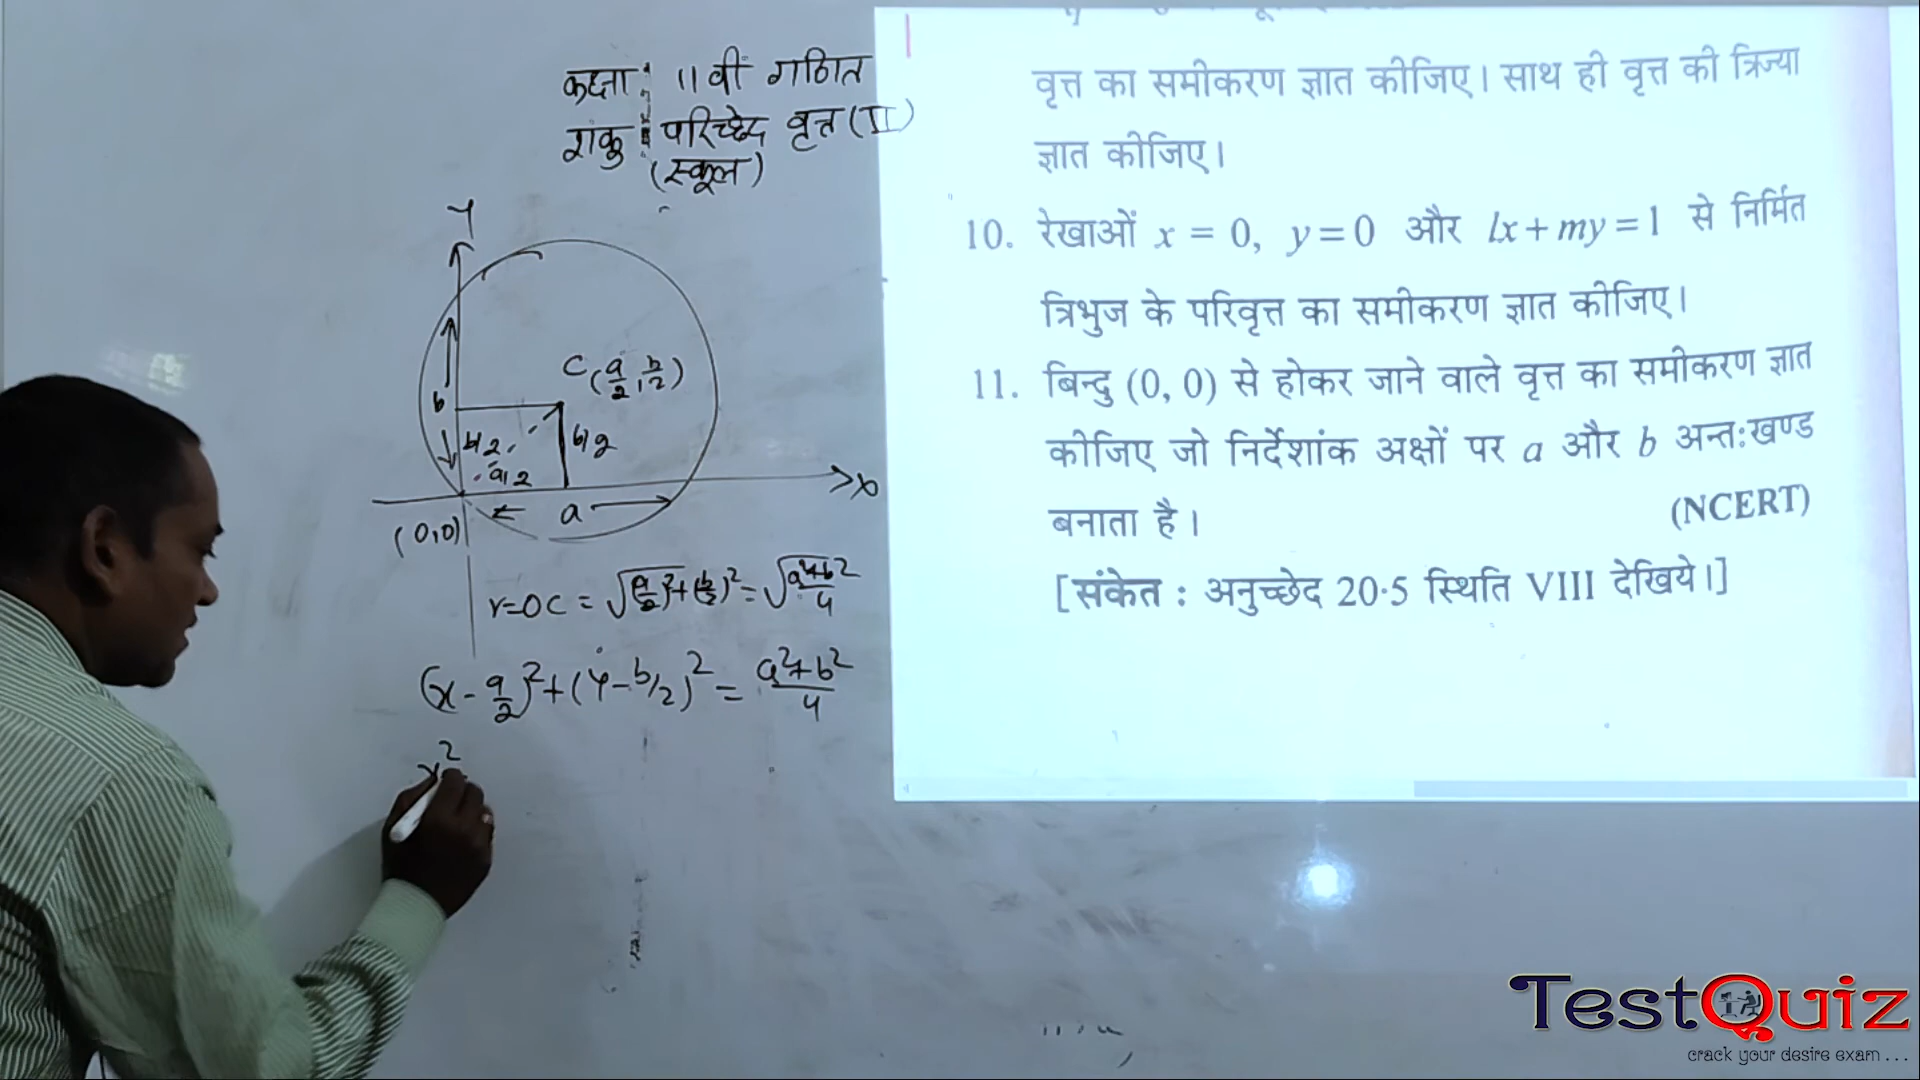 कक्षा : 11वी गणित
शंकु : परिच्छेद वृत्त (II)
(स्कूल)
Y
C (a/2, b/2)
b
b/2
b/2
a/2
X
a
(0,0)
r=OC = √(a/2)²+(b/2)² = √a²+b²/4
(x - a/2)²+(y - b/2)² = a²+b²/4
x²
वृत्त का समीकरण ज्ञात कीजिए। साथ ही वृत्त की त्रिज्या
ज्ञात कीजिए।
10. रेखाओं x = 0, y = 0 और lx + my = 1 से निर्मित
त्रिभुज के परिवृत्त का समीकरण ज्ञात कीजिए।
11. बिन्दु (0, 0) से होकर जाने वाले वृत्त का समीकरण ज्ञात
कीजिए जो निर्देशांक अक्षों पर a और b अन्त:खण्ड
बनाता है। (NCERT)
[संकेत : अनुच्छेद 20·5 स्थिति VIII देखिये।]
TestQuiz
crack your desire exam ...